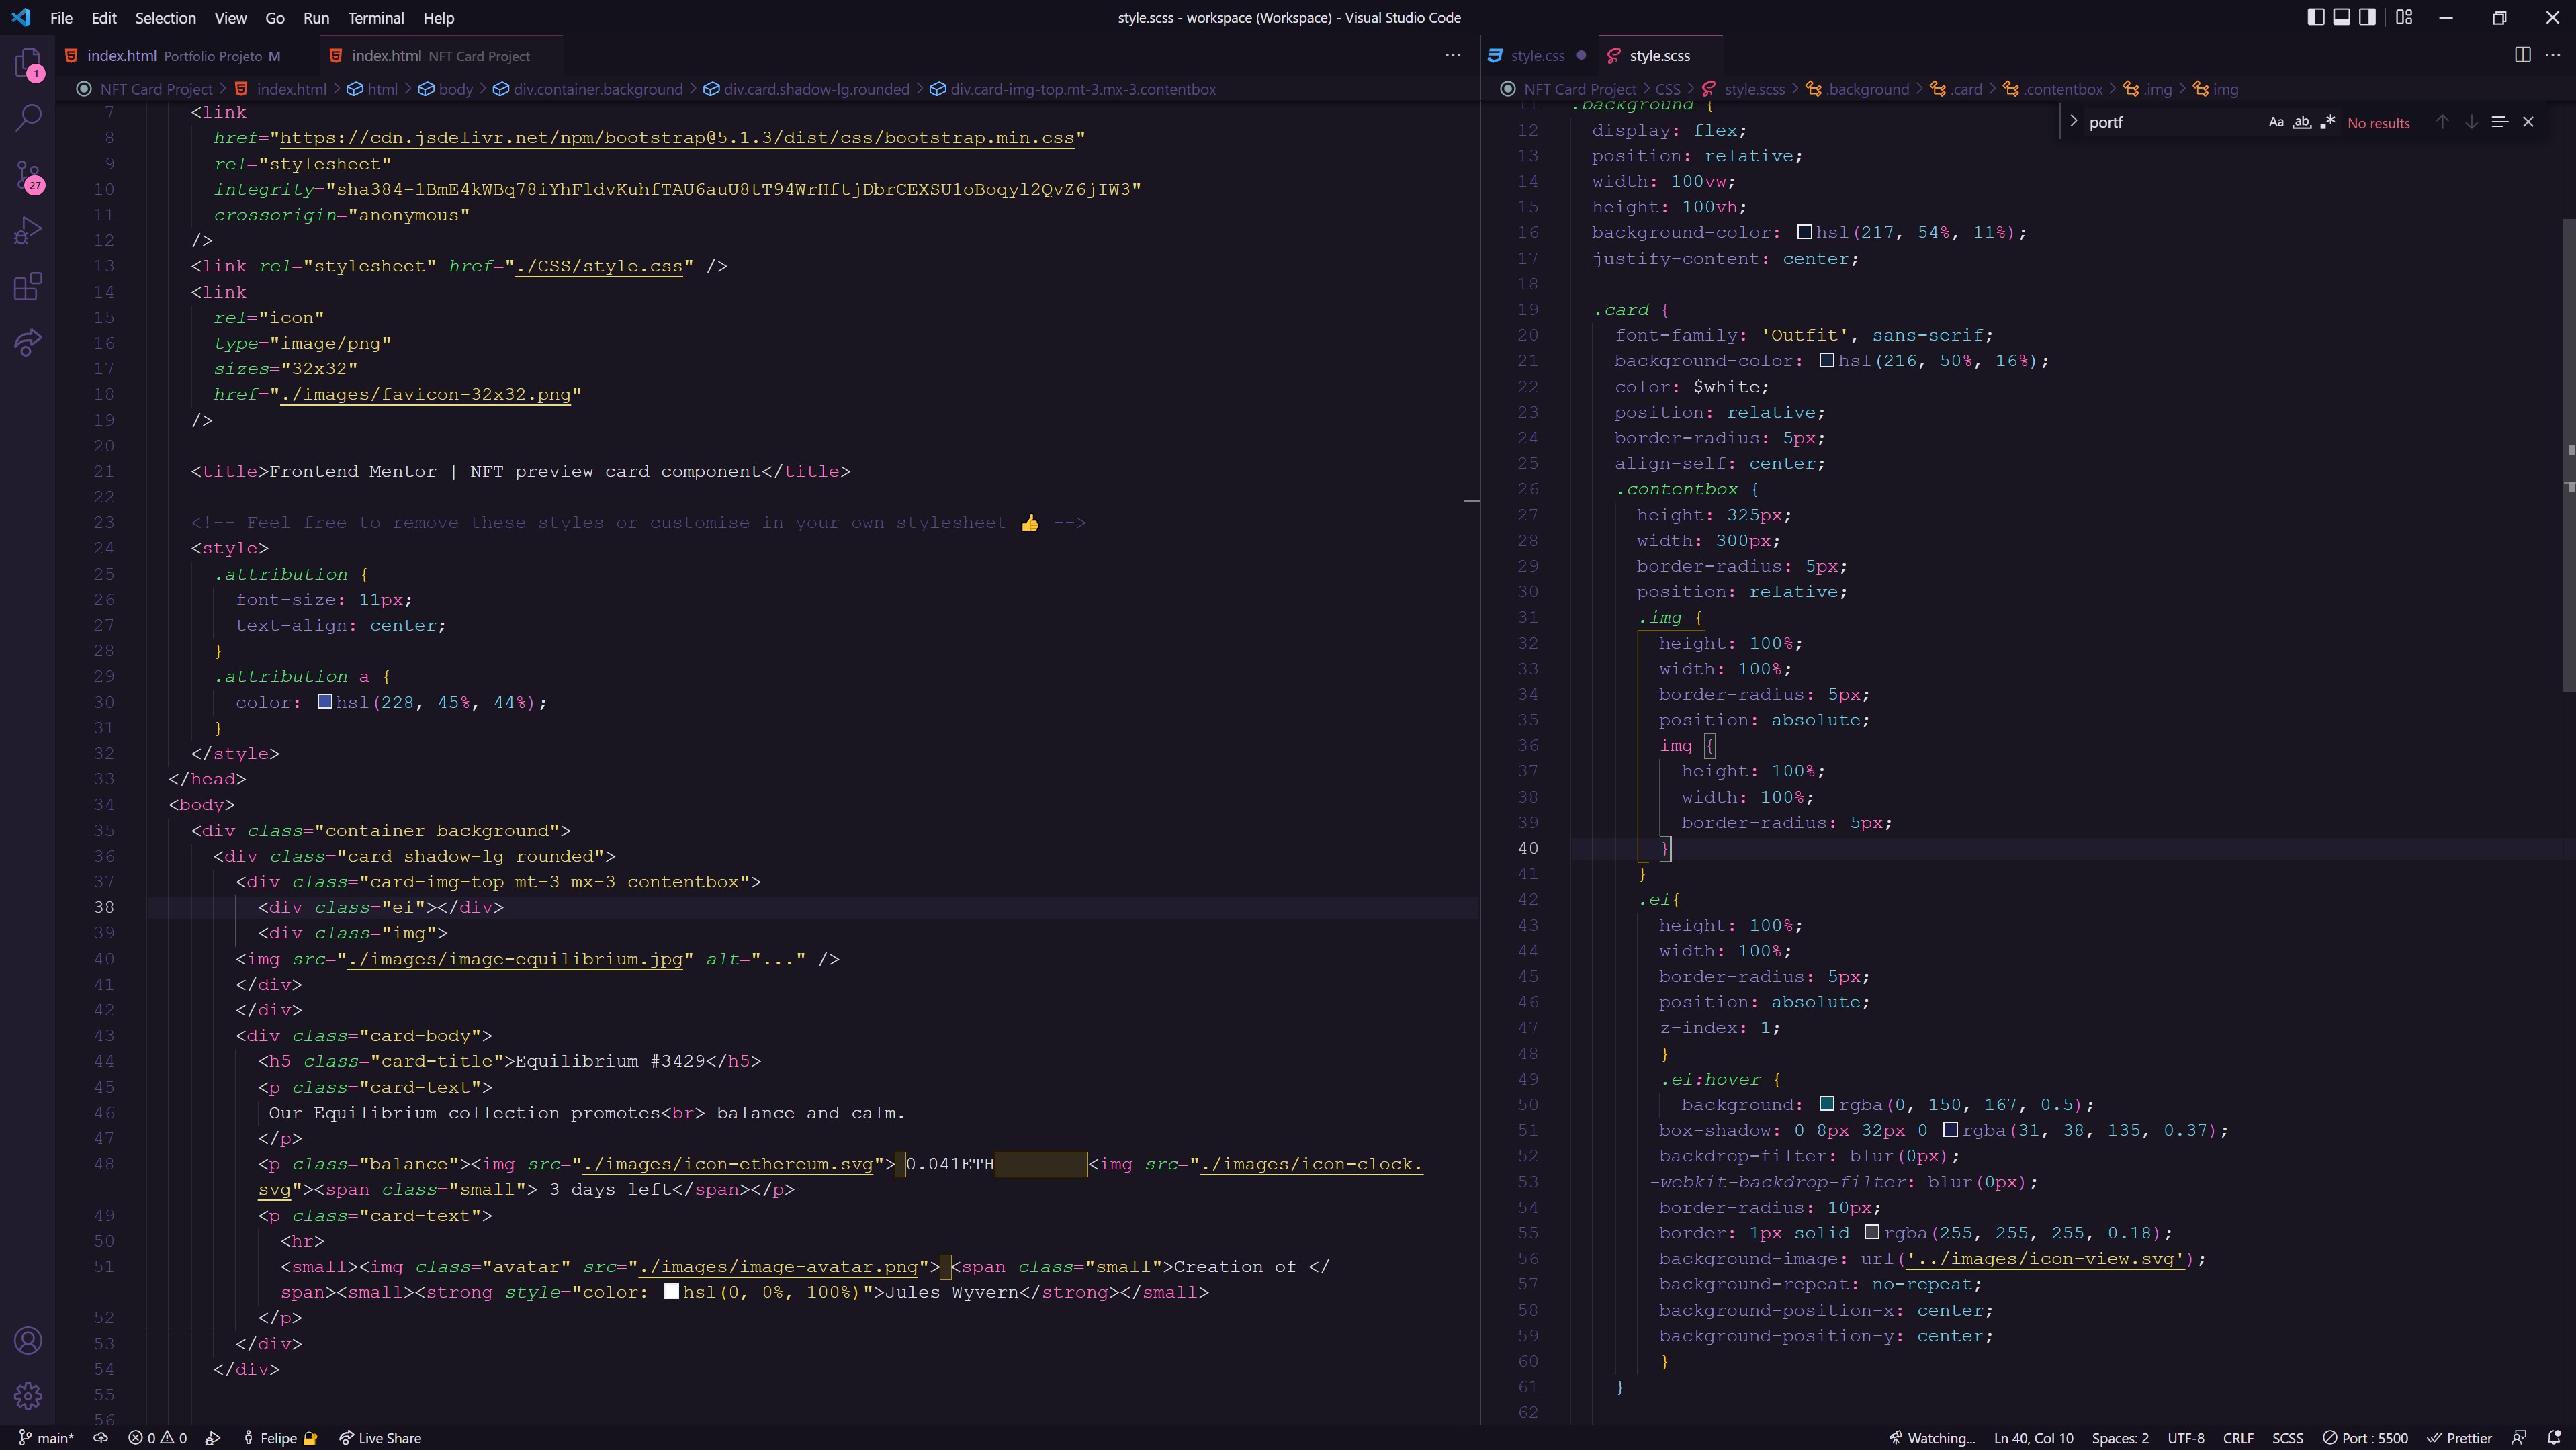 File Edit Selection View Go Run Terminal Help
style.scss - workspace (Workspace) - Visual Studio Code
index.html Portfolio Projeto M
index.html NFT Card Project
style.css
style.scss
NFT Card Project > index.html > html > body > div.container.background > div.card.shadow-lg.rounded > div.card-img-top.mt-3.mx-3.contentbox
NFT Card Project > CSS > style.scss > .background > .card > .contentbox > .img > img
portf
Aa ab .* No results
1
27
7 <link
8 href="https://cdn.jsdelivr.net/npm/bootstrap@5.1.3/dist/css/bootstrap.min.css"
9 rel="stylesheet"
10 integrity="sha384-1BmE4kWBq78iYhFldvKuhfTAU6auU8tT94WrHftjDbrCEXSU1oBoqyl2QvZ6jIW3"
11 crossorigin="anonymous"
12 />
13 <link rel="stylesheet" href="./CSS/style.css" />
14 <link
15 rel="icon"
16 type="image/png"
17 sizes="32x32"
18 href="./images/favicon-32x32.png"
19 />
20
21 <title>Frontend Mentor | NFT preview card component</title>
22
23 <!-- Feel free to remove these styles or customise in your own stylesheet 👍 -->
24 <style>
25 .attribution {
26 font-size: 11px;
27 text-align: center;
28 }
29 .attribution a {
30 color: hsl(228, 45%, 44%);
31 }
32 </style>
33 </head>
34 <body>
35 <div class="container background">
36 <div class="card shadow-lg rounded">
37 <div class="card-img-top mt-3 mx-3 contentbox">
38 <div class="ei"></div>
39 <div class="img">
40 <img src="./images/image-equilibrium.jpg" alt="..." />
41 </div>
42 </div>
43 <div class="card-body">
44 <h5 class="card-title">Equilibrium #3429</h5>
45 <p class="card-text">
46 Our Equilibrium collection promotes<br> balance and calm.
47 </p>
48 <p class="balance"><img src="./images/icon-ethereum.svg"> 0.041ETH <img src="./images/icon-clock.
svg"><span class="small"> 3 days left</span></p>
49 <p class="card-text">
50 <hr>
51 <small><img class="avatar" src="./images/image-avatar.png"> <span class="small">Creation of </
span><small><strong style="color: hsl(0, 0%, 100%)">Jules Wyvern</strong></small>
52 </p>
53 </div>
54 </div>
55
56
11 .background {
12 display: flex;
13 position: relative;
14 width: 100vw;
15 height: 100vh;
16 background-color: hsl(217, 54%, 11%);
17 justify-content: center;
18
19 .card {
20 font-family: 'Outfit', sans-serif;
21 background-color: hsl(216, 50%, 16%);
22 color: $white;
23 position: relative;
24 border-radius: 5px;
25 align-self: center;
26 .contentbox {
27 height: 325px;
28 width: 300px;
29 border-radius: 5px;
30 position: relative;
31 .img {
32 height: 100%;
33 width: 100%;
34 border-radius: 5px;
35 position: absolute;
36 img {
37 height: 100%;
38 width: 100%;
39 border-radius: 5px;
40 }
41 }
42 .ei{
43 height: 100%;
44 width: 100%;
45 border-radius: 5px;
46 position: absolute;
47 z-index: 1;
48 }
49 .ei:hover {
50 background: rgba(0, 150, 167, 0.5);
51 box-shadow: 0 8px 32px 0 rgba(31, 38, 135, 0.37);
52 backdrop-filter: blur(0px);
53 -webkit-backdrop-filter: blur(0px);
54 border-radius: 10px;
55 border: 1px solid rgba(255, 255, 255, 0.18);
56 background-image: url('../images/icon-view.svg');
57 background-repeat: no-repeat;
58 background-position-x: center;
59 background-position-y: center;
60 }
61 }
62
main* 0 0 Felipe 🔐 Live Share
Watching... Ln 40, Col 10 Spaces: 2 UTF-8 CRLF SCSS Port : 5500 Prettier